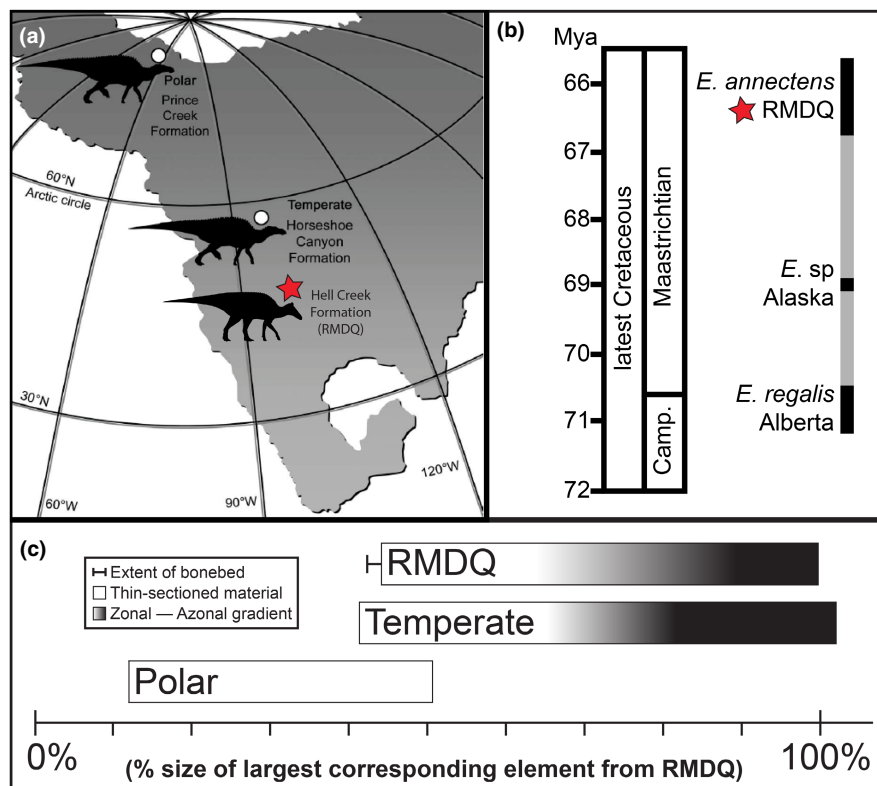 (a)
Polar
Prince
Creek
Formation
60°N
Arctic circle
Temperate
Horseshoe
Canyon
Formation
Hell Creek
Formation
(RMDQ)
30°N
60°W
90°W
120°W
(b)
Mya
66
67
68
69
70
71
72
latest Cretaceous
Maastrichtian
Camp.
E. annectens
RMDQ
E. sp
Alaska
E. regalis
Alberta
(c)
Extent of bonebed
Thin-sectioned material
Zonal — Azonal gradient
RMDQ
Temperate
Polar
0%
(% size of largest corresponding element from RMDQ)
100%